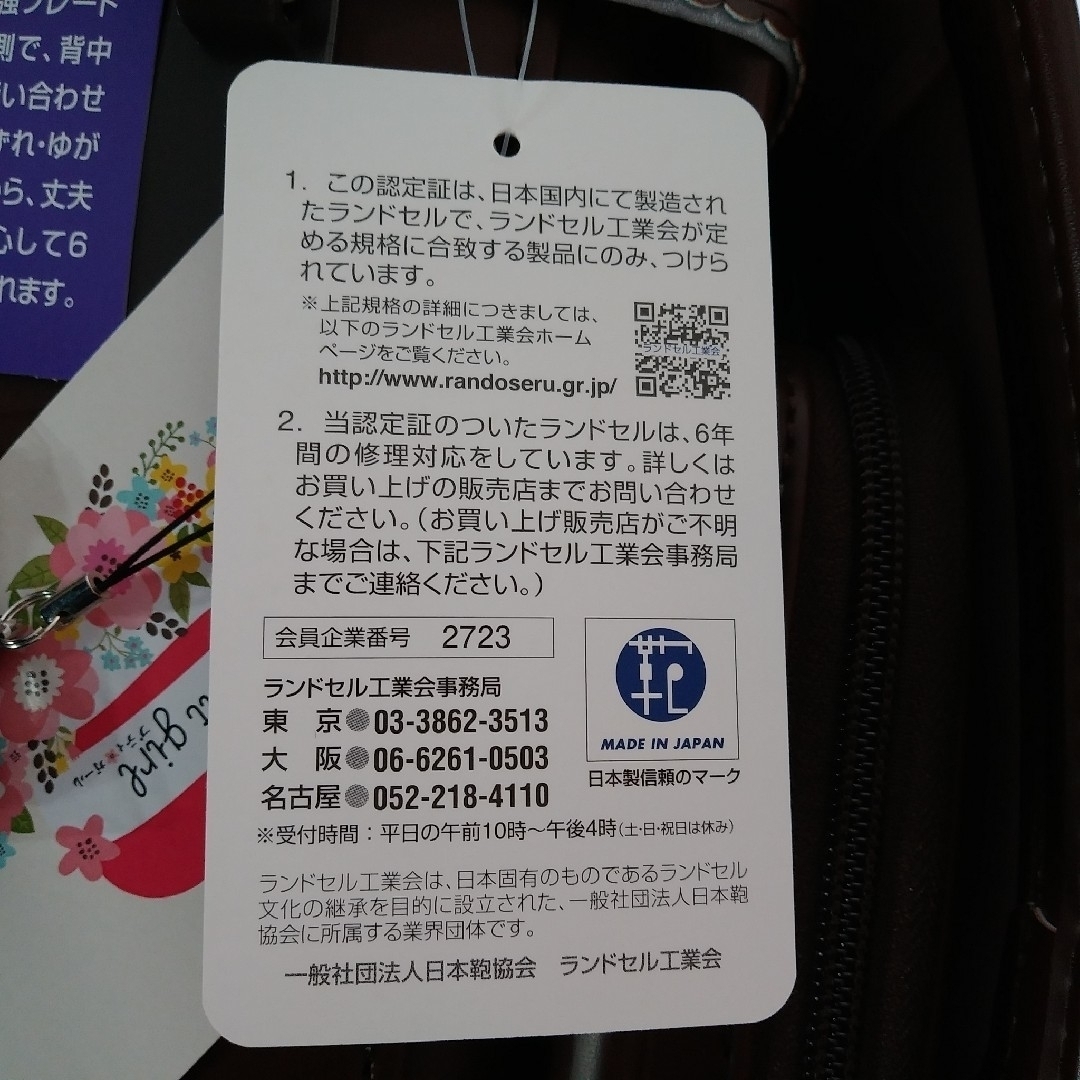 強プレート
側で、背中
い合わせ
ずれ・ゆが
ら、丈夫
心して6
れます。
1. この認定証は、日本国内にて製造され
たランドセルで、ランドセル工業会が定
める規格に合致する製品にのみ、つけら
れています。
※上記規格の詳細につきましては、
以下のランドセル工業会ホーム
ページをご覧ください。
http://www.randoseru.gr.jp/
ランドセル工業会
2. 当認定証のついたランドセルは、6年
間の修理対応をしています。詳しくは
お買い上げの販売店までお問い合わせ
ください。（お買い上げ販売店がご不明
な場合は、下記ランドセル工業会事務局
までご連絡ください。）
会員企業番号 2723
ランドセル工業会事務局
東 京●03-3862-3513
大 阪●06-6261-0503
名古屋●052-218-4110
MADE IN JAPAN
日本製信頼のマーク
※受付時間：平日の午前10時～午後4時（土・日・祝日は休み）
ランドセル工業会は、日本固有のものであるランドセル
文化の継承を目的に設立された、一般社団法人日本鞄
協会に所属する業界団体です。
一般社団法人日本鞄協会 ランドセル工業会
girl
ガール